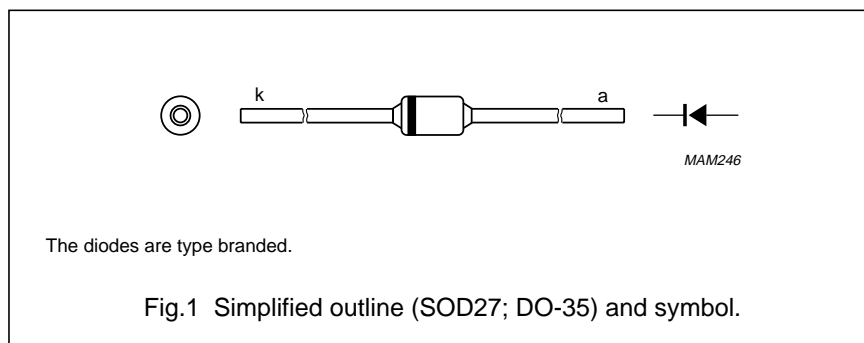 k
a
MAM246
The diodes are type branded.
Fig.1 Simplified outline (SOD27; DO-35) and symbol.